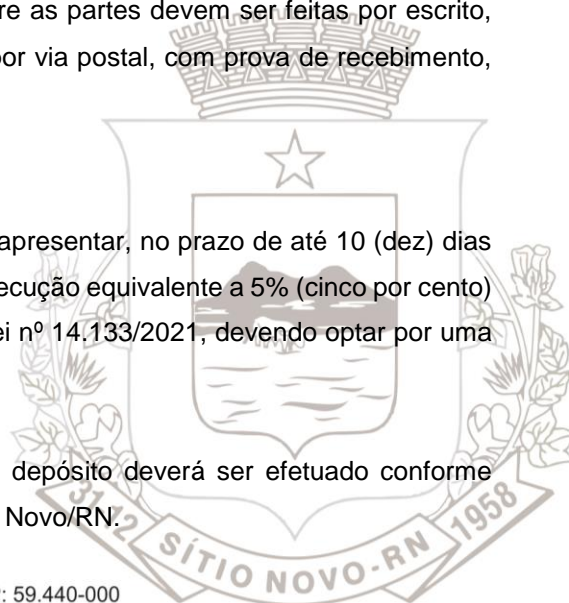 re as partes devem ser feitas por escrito,
por via postal, com prova de recebimento,
apresentar, no prazo de até 10 (dez) dias
ecução equivalente a 5% (cinco por cento)
ei nº 14.133/2021, devendo optar por uma
depósito deverá ser efetuado conforme
Novo/RN.
3112 SÍTIO NOVO-RN 1958
: 59.440-000